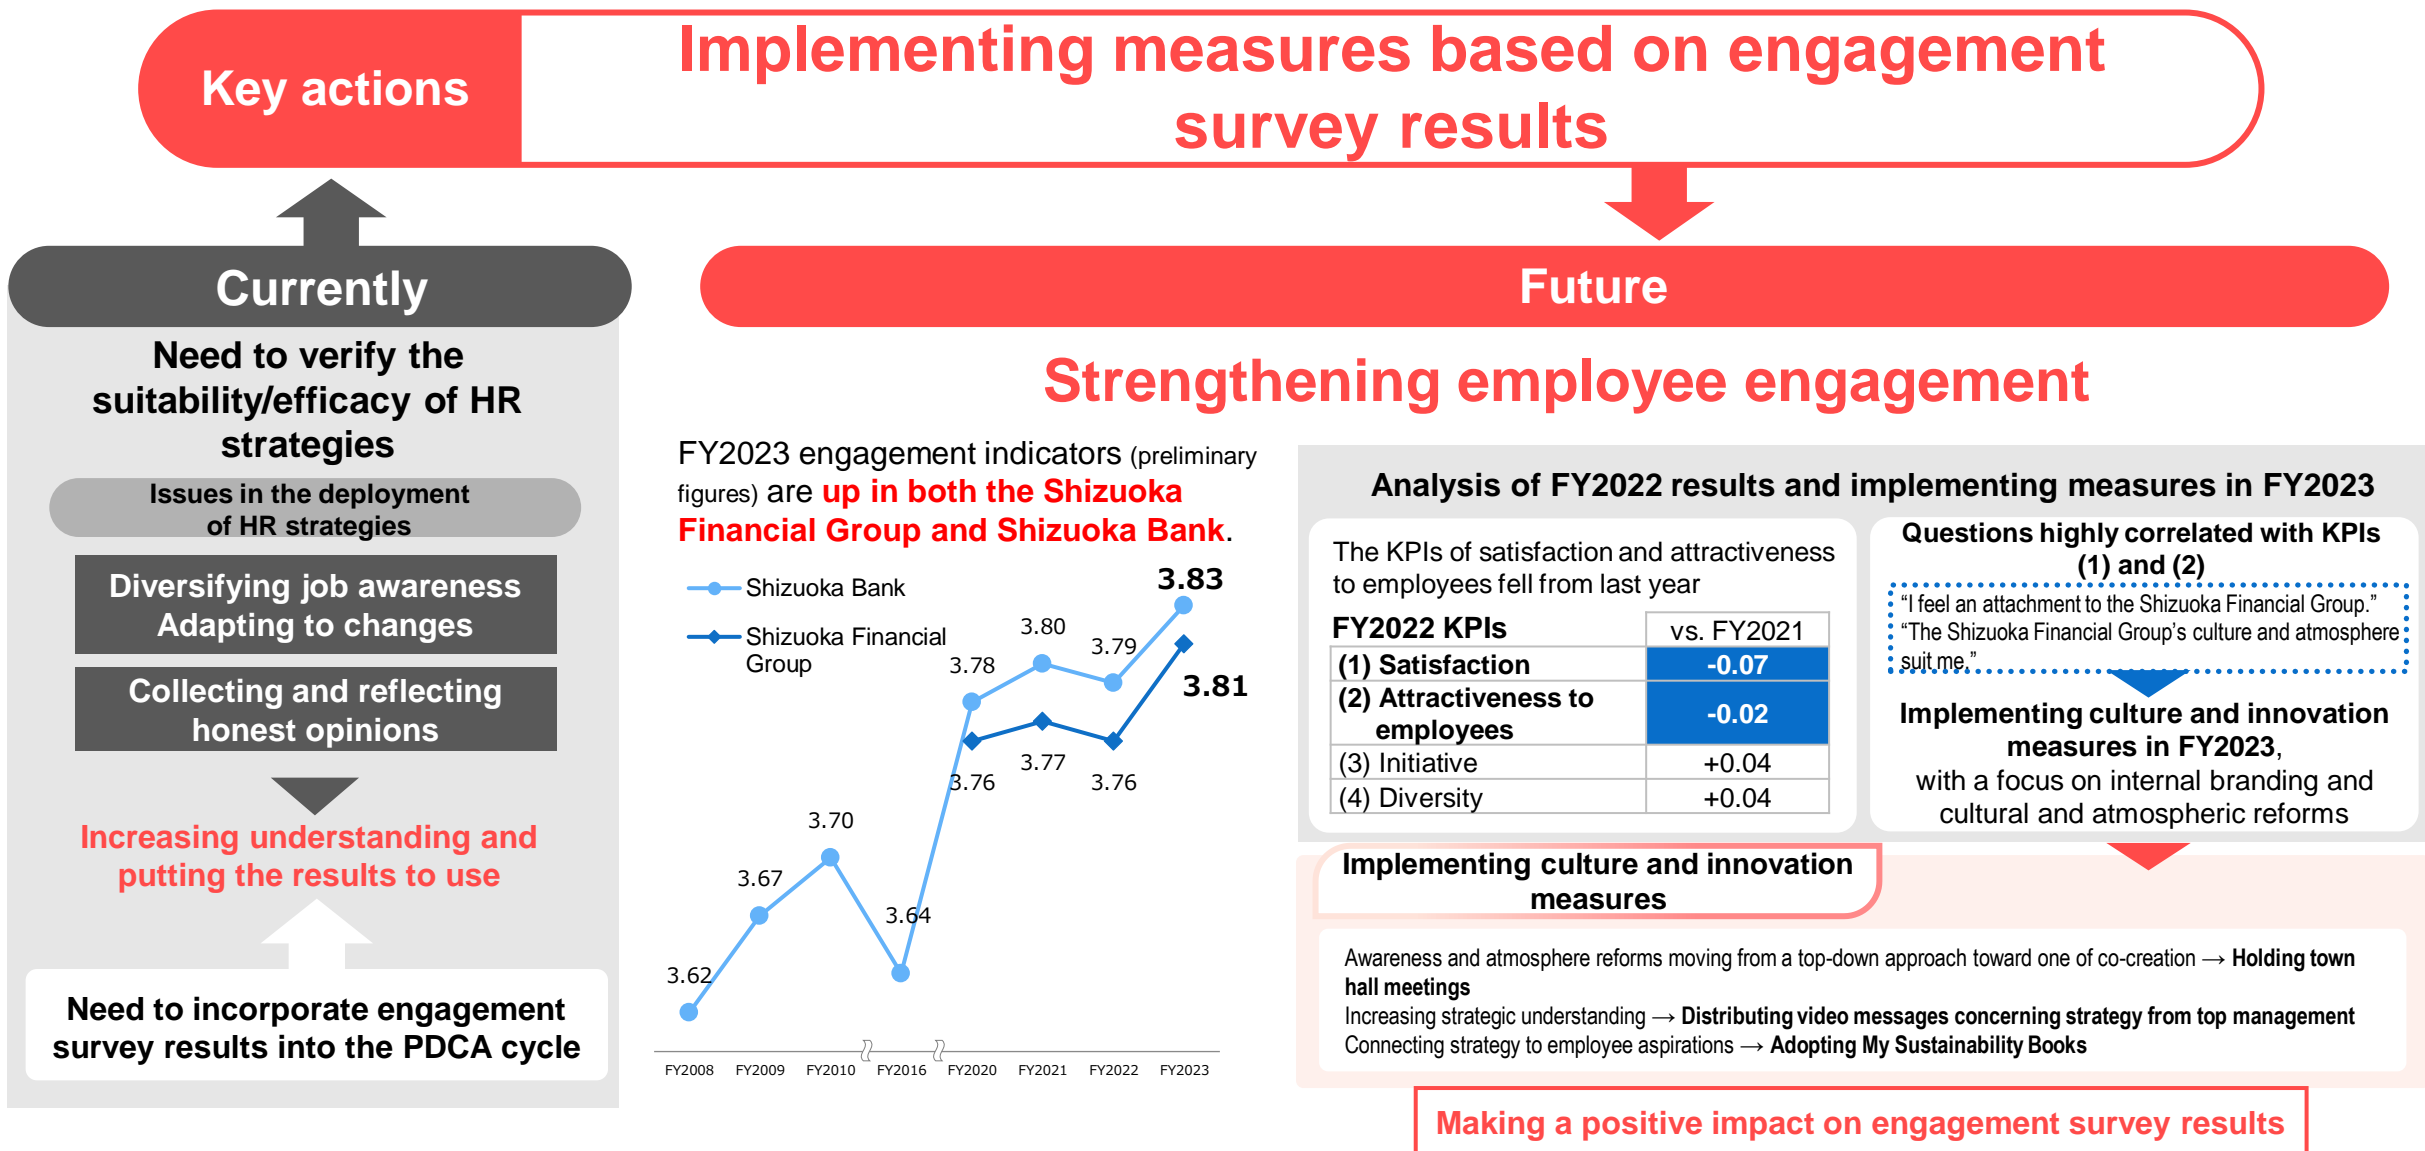 Key actions
Implementing measures based on engagement
survey results
Currently
Need to verify the
suitability/efficacy of HR
strategies
Issues in the deployment
of HR strategies
Diversifying job awareness
Adapting to changes
Collecting and reflecting
honest opinions
Increasing understanding and
putting the results to use
Need to incorporate engagement
survey results into the PDCA cycle
Future
Strengthening employee engagement
FY2023 engagement indicators (preliminary
figures) are up in both the Shizuoka
Financial Group and Shizuoka Bank.
Shizuoka Bank
Shizuoka Financial
Group
3.62
3.67
3.70
3.64
3.78
3.80
3.79
3.83
3.76
3.77
3.76
3.81
FY2008 FY2009 FY2010 FY2016 FY2020 FY2021 FY2022 FY2023
Analysis of FY2022 results and implementing measures in FY2023
The KPIs of satisfaction and attractiveness
to employees fell from last year
FY2022 KPIs vs. FY2021
(1) Satisfaction -0.07
(2) Attractiveness to
employees -0.02
(3) Initiative +0.04
(4) Diversity +0.04
Questions highly correlated with KPIs
(1) and (2)
“I feel an attachment to the Shizuoka Financial Group.”
“The Shizuoka Financial Group’s culture and atmosphere
suit me.”
Implementing culture and innovation
measures in FY2023,
with a focus on internal branding and
cultural and atmospheric reforms
Implementing culture and innovation
measures
Awareness and atmosphere reforms moving from a top-down approach toward one of co-creation → Holding town
hall meetings
Increasing strategic understanding → Distributing video messages concerning strategy from top management
Connecting strategy to employee aspirations → Adopting My Sustainability Books
Making a positive impact on engagement survey results